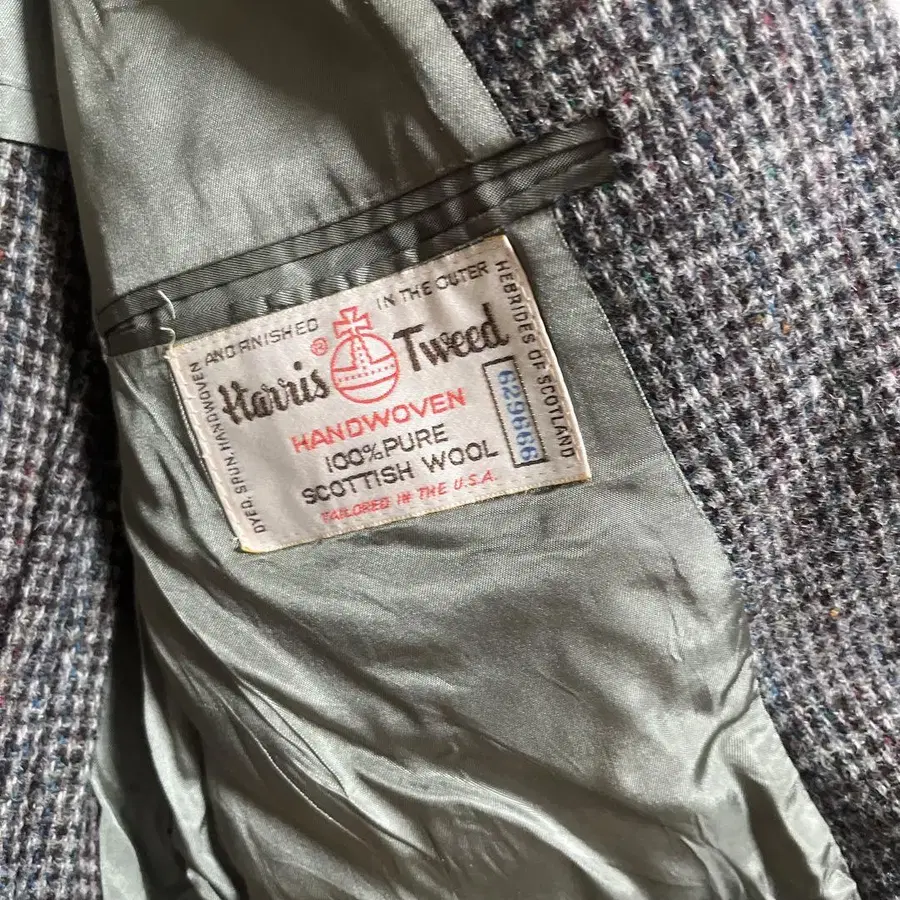 DYED, SPUN, HANDWOVEN
AND FINISHED
IN THE OUTER
HEBRIDES OF SCOTLAND
Harris ® Tweed
HANDWOVEN
100% PURE
SCOTTISH WOOL
TAILORED IN THE U.S.A.
629666